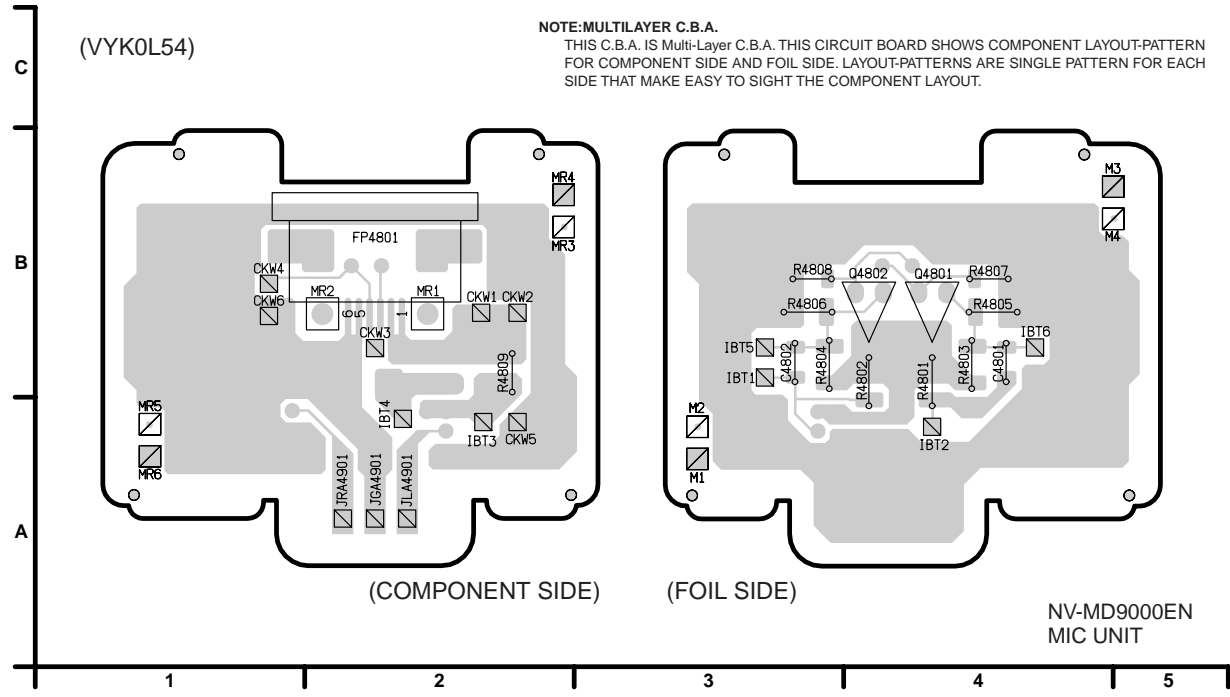 (VYK0L54)
NOTE:MULTILAYER C.B.A.
THIS C.B.A. IS Multi-Layer C.B.A. THIS CIRCUIT BOARD SHOWS COMPONENT LAYOUT-PATTERN
FOR COMPONENT SIDE AND FOIL SIDE. LAYOUT-PATTERNS ARE SINGLE PATTERN FOR EACH
SIDE THAT MAKE EASY TO SIGHT THE COMPONENT LAYOUT.
C
B
A
MR4
MR3
FP4801
CKW4
CKW6
MR2
MR1
6
5
1
CKW1
CKW2
CKW3
R4809
MR5
MR6
IBT4
IBT3
CKW5
JRA4901
JGA4901
JLA4901
(COMPONENT SIDE)
M3
M4
R4808
Q4802
Q4801
R4807
R4806
R4805
IBT5
IBT6
IBT1
C4802
R4804
R4802
R4801
R4803
C4801
M2
M1
IBT2
(FOIL SIDE)
NV-MD9000EN
MIC UNIT
1
2
3
4
5